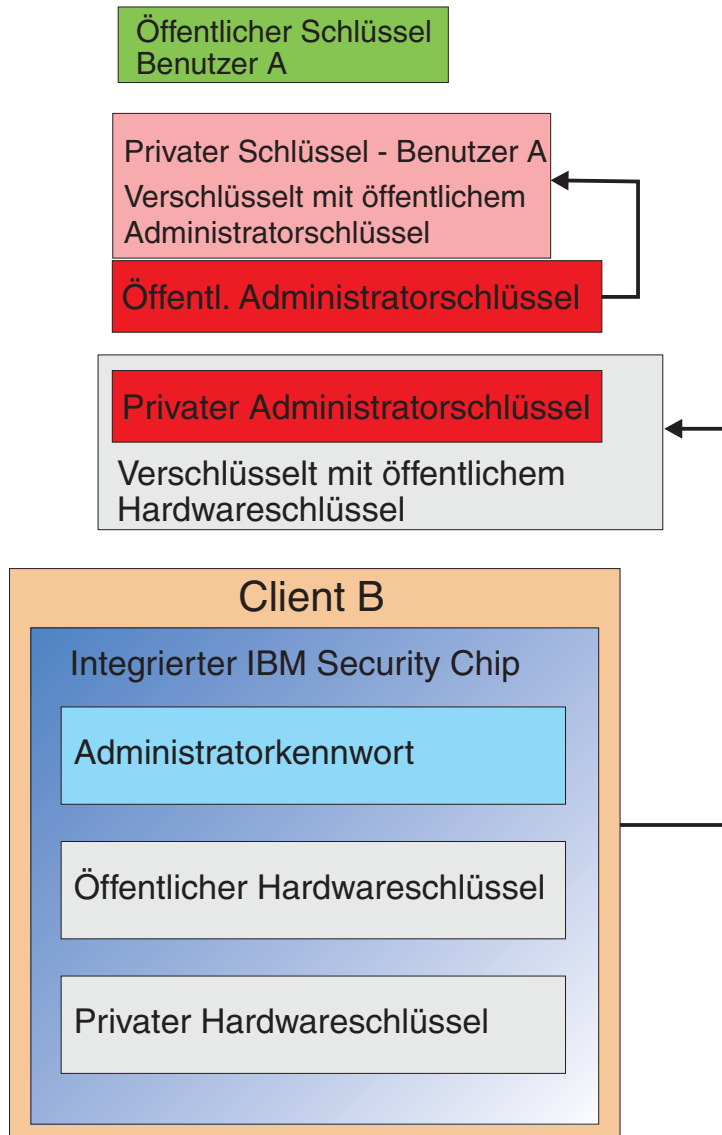 Öffentlicher Schlüssel
Benutzer A
Privater Schlüssel - Benutzer A
Verschlüsselt mit öffentlichem
Administratorschlüssel
Öffentl. Administratorschlüssel
Privater Administratorschlüssel
Verschlüsselt mit öffentlichem
Hardwareschlüssel
Client B
Integrierter IBM Security Chip
Administratorkennwort
Öffentlicher Hardwareschlüssel
Privater Hardwareschlüssel